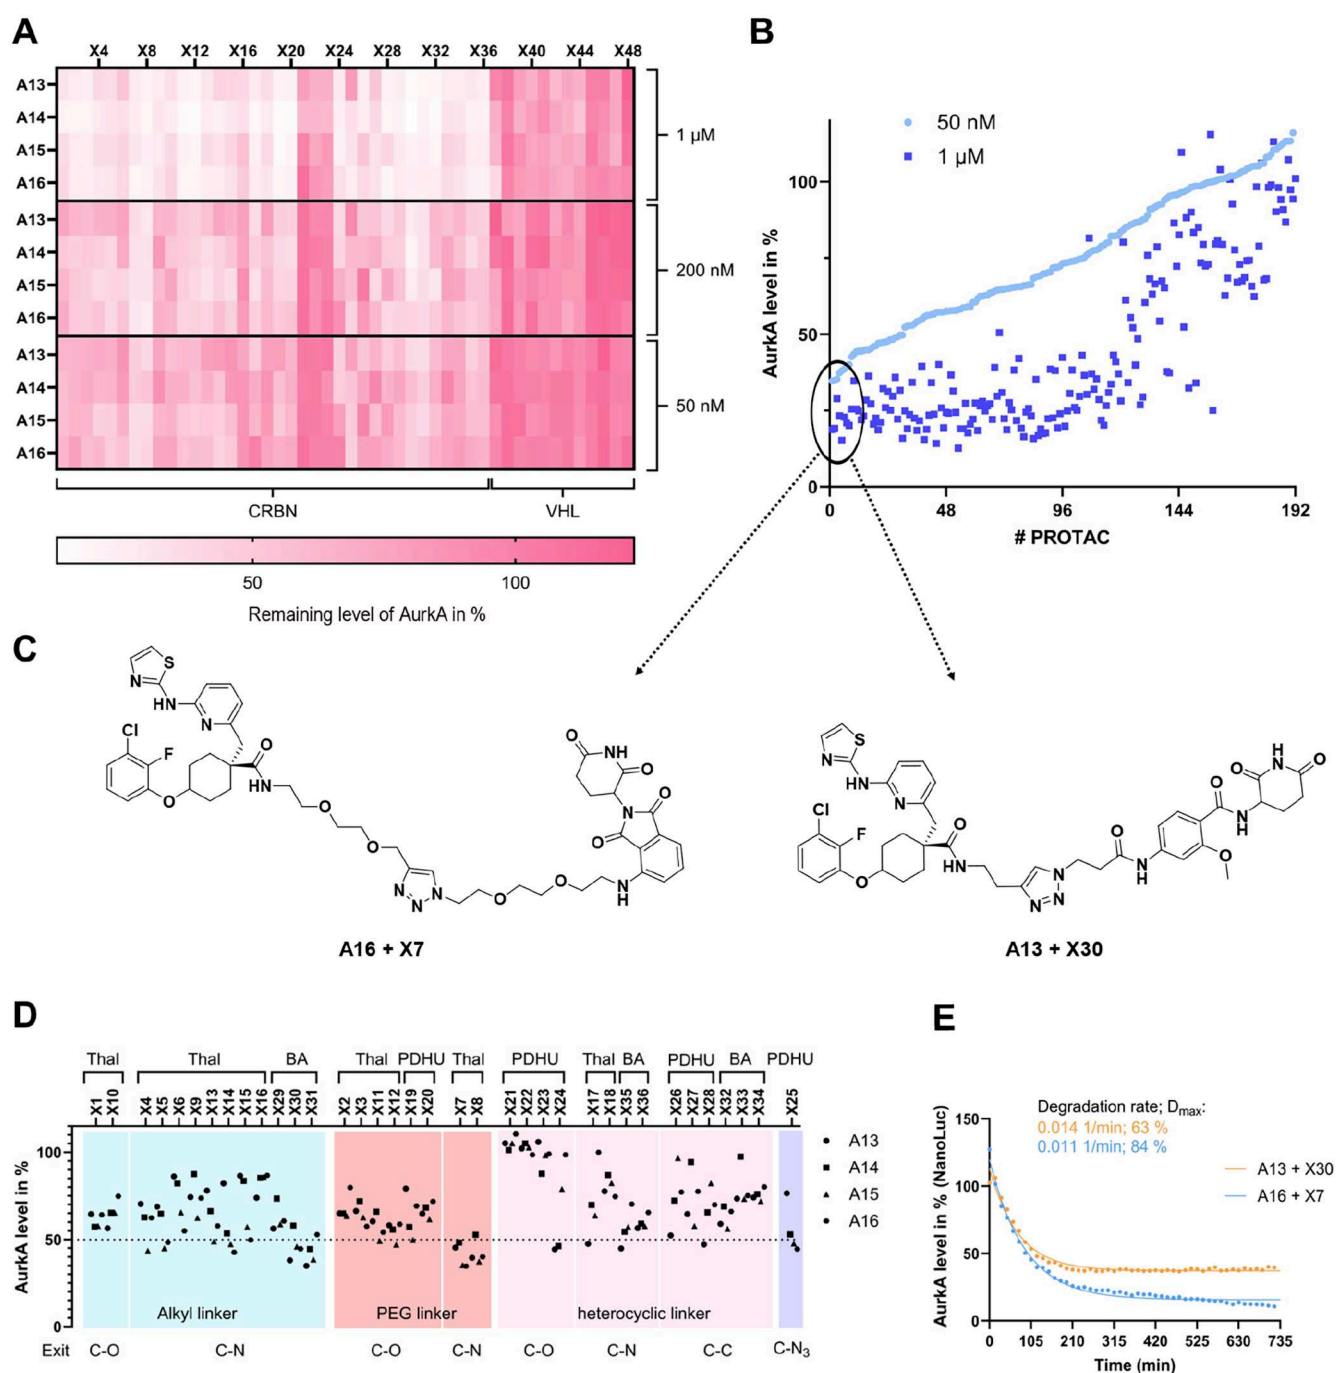 A
X4 X8 X12 X16 X20 X24 X28 X32 X36 X40 X44 X48
A13
A14
A15
A16
1 µM
A13
A14
A15
A16
200 nM
A13
A14
A15
A16
50 nM
CRBN VHL
50 100
Remaining level of AurkA in %
B
50 nM
1 µM
100
50
0
AurkA level in %
0 48 96 144 192
# PROTAC
C
S
N
HN
N
Cl
F
O
O
HN
O
O
N
N
N
O
O
NH
O
NH
O
N
O
O
A16 + X7
S
N
HN
N
Cl
F
O
O
HN
N
N
N
O
N
H
O
O
N
H
O
NH
O
A13 + X30
D
Thal Thal BA Thal PDHU Thal PDHU Thal BA PDHU BA PDHU
X1 X10 X4 X5 X6 X9 X13 X14 X15 X16 X29 X30 X31 X2 X3 X11 X12 X19 X20 X7 X8 X21 X22 X23 X24 X17 X18 X35 X36 X26 X27 X28 X32 X33 X34 X25
100
50
0
AurkA level in %
A13
A14
A15
A16
Alkyl linker PEG linker heterocyclic linker
Exit C-O C-N C-O C-N C-O C-N C-C C-N3
E
Degradation rate; Dmax:
0.014 1/min; 63 %
0.011 1/min; 84 %
A13 + X30
A16 + X7
150
100
50
0
AurkA level in % (NanoLuc)
0 105 210 315 420 525 630 735
Time (min)